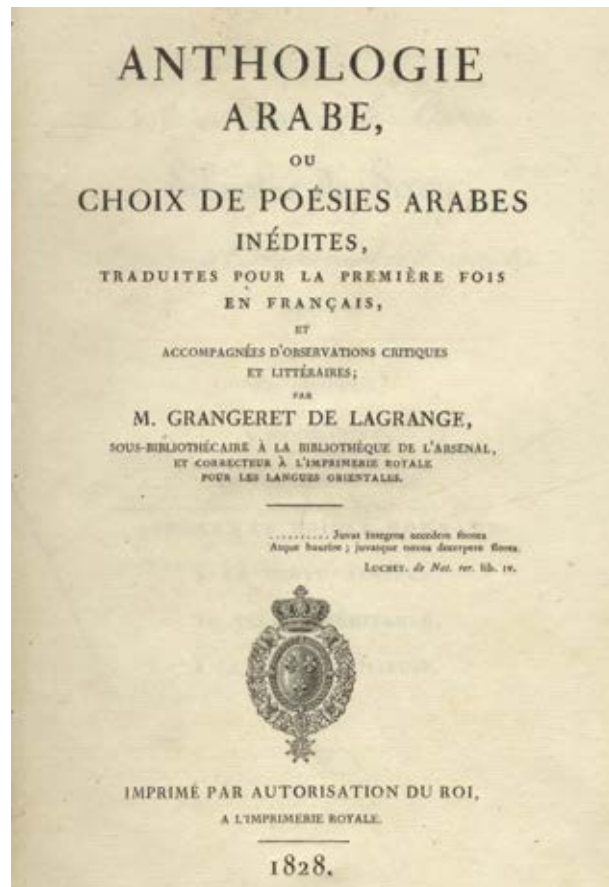 ANTHOLOGIE
ARABE,
OU
CHOIX DE POÉSIES ARABES
INÉDITES,
TRADUITES POUR LA PREMIÈRE FOIS
EN FRANÇAIS,
ET
ACCOMPAGNÉES D'OBSERVATIONS CRITIQUES
ET LITTÉRAIRES;
PAR
M. GRANGERET DE LAGRANGE,
SOUS-BIBLIOTHÉCAIRE À LA BIBLIOTHÈQUE DE L'ARSENAL,
ET CORRECTEUR À L'IMPRIMERIE ROYALE
POUR LES LANGUES ORIENTALES.
.......... Juvat integros accedere fontes
Atque haurire; juvatque novos decerpere flores.
LUCRET. de Nat. rer. lib. IV.
IMPRIMÉ PAR AUTORISATION DU ROI,
A L'IMPRIMERIE ROYALE.
1828.